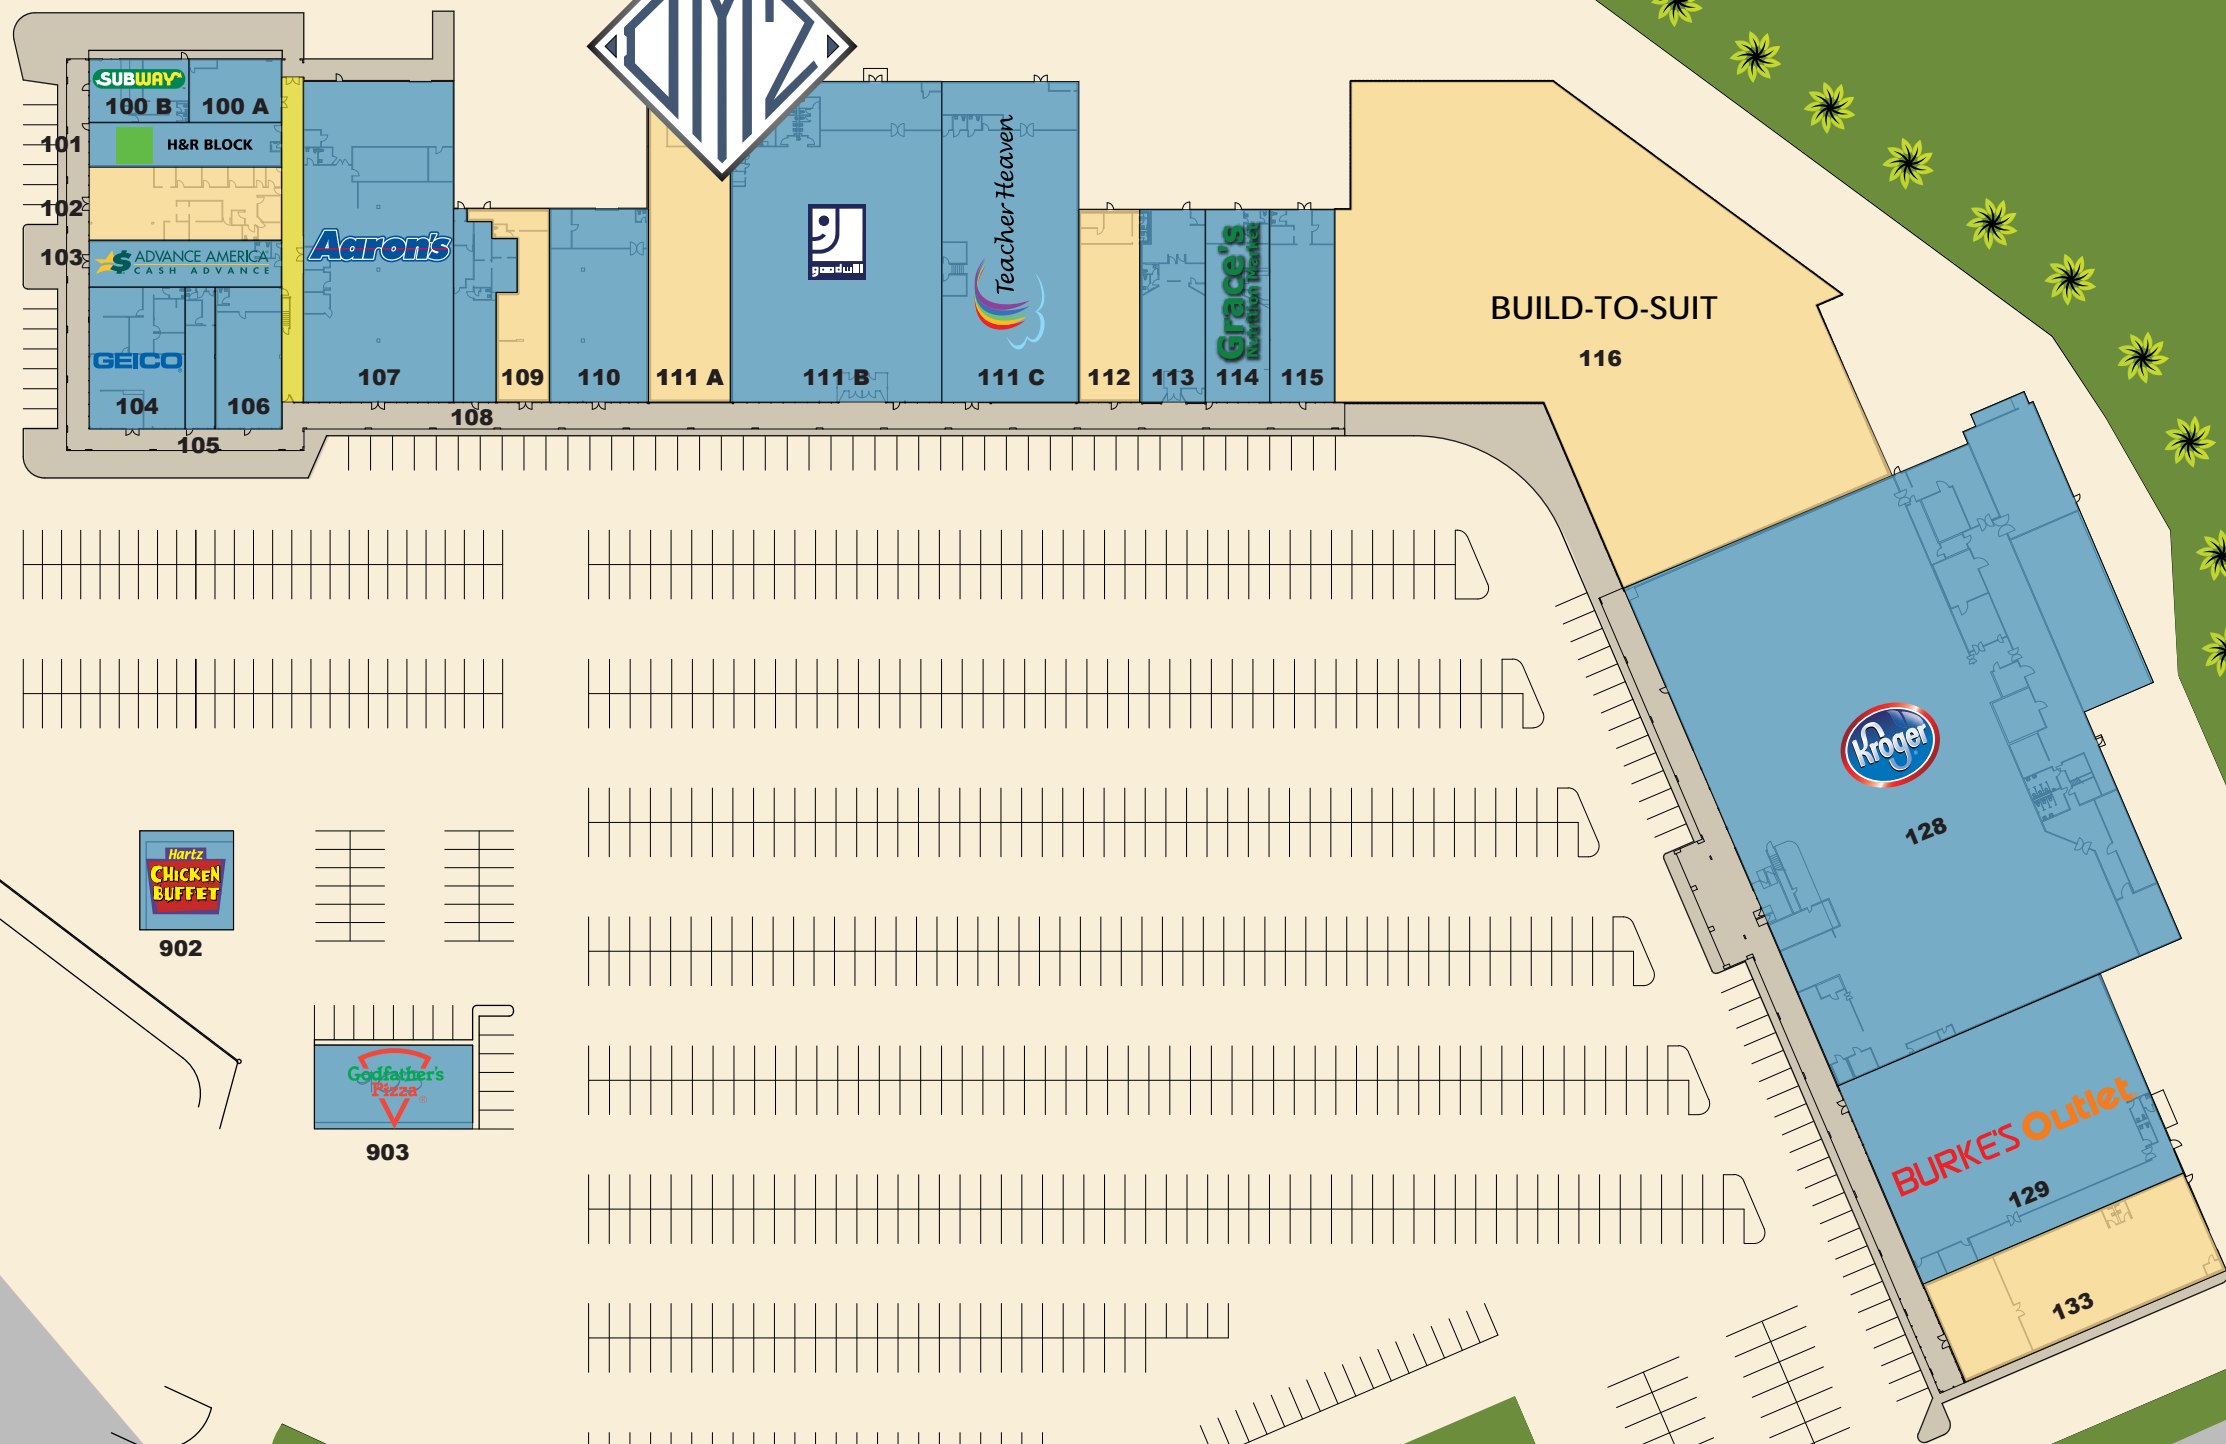 SUBWAY
100 B
100 A
101
H&R BLOCK
102
103
ADVANCE AMERICA
CASH ADVANCE
GEICO
104
105
106
Aaron's
107
108
109
110
111 A
goodwill
111 B
Teacher Heaven
111 C
112
113
Grace's
Nutrition Market
114
115
BUILD-TO-SUIT
116
Kroger
128
BURKE'S Outlet
129
133
Hartz
CHICKEN
BUFFET
902
Godfather's
Pizza
903